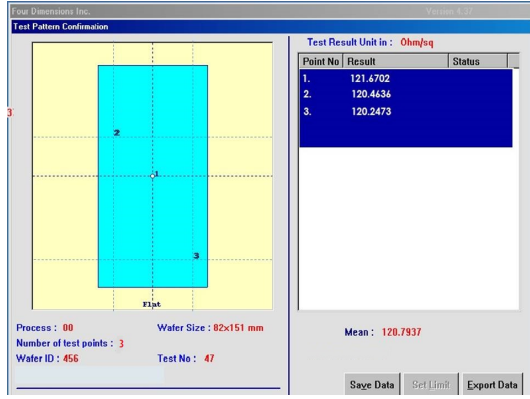 Four Dimensions Inc. Version 4.37
Test Pattern Confirmation
Test Result Unit in : Ohm/sq
Point No Result Status
1. 121.6702
2. 120.4636
3. 120.2473
3
2
1
3
Flat
Process : 00 Wafer Size : 82x151 mm
Number of test points : 3
Wafer ID : 456 Test No : 47
Mean : 120.7937
Save Data Set Limit Export Data